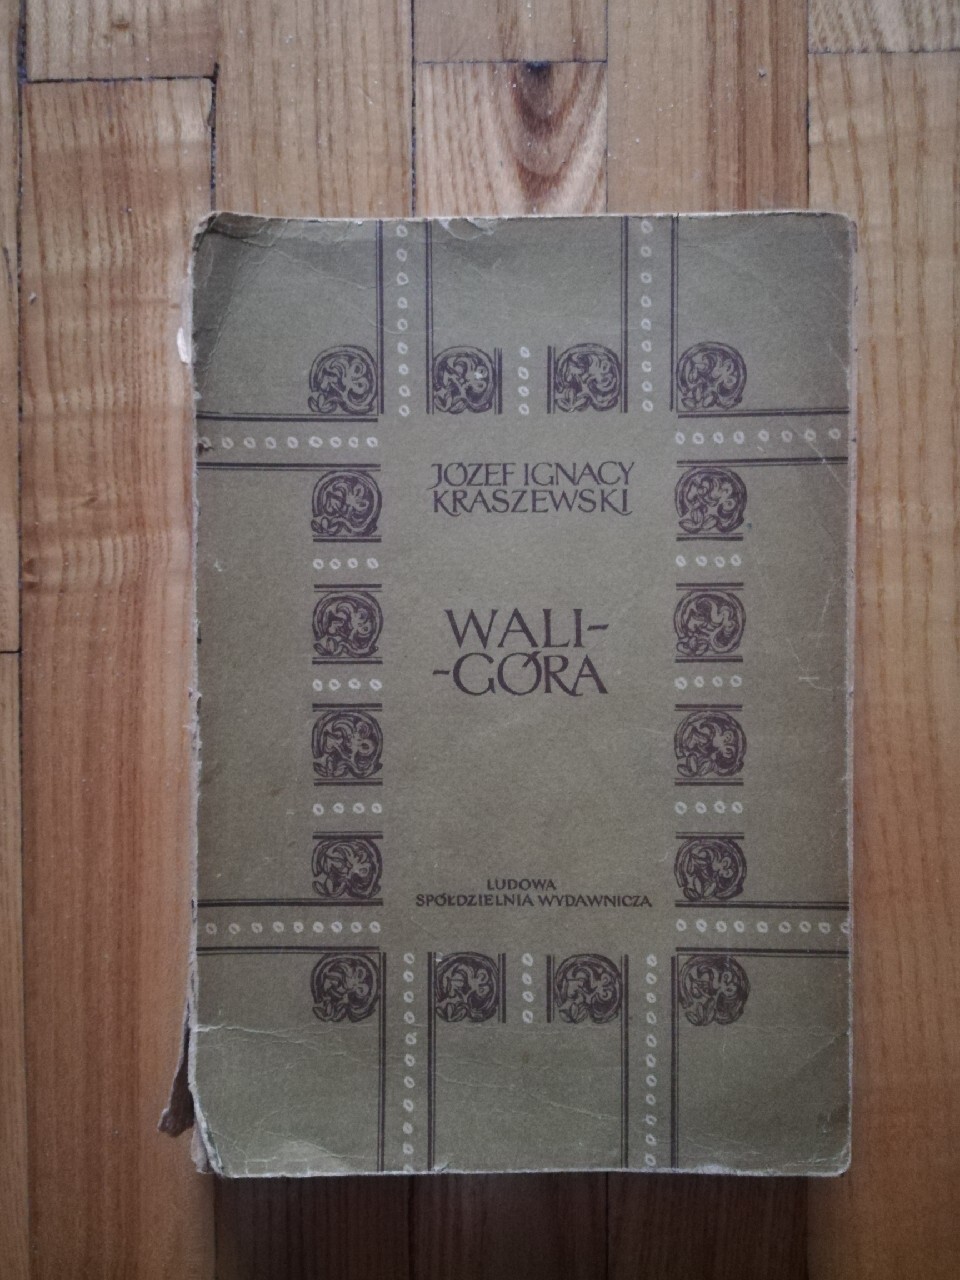 JÓZEF IGNACY
KRASZEWSKI
WALI-
-GÓRA
LUDOWA
SPÓŁDZIELNIA WYDAWNICZA